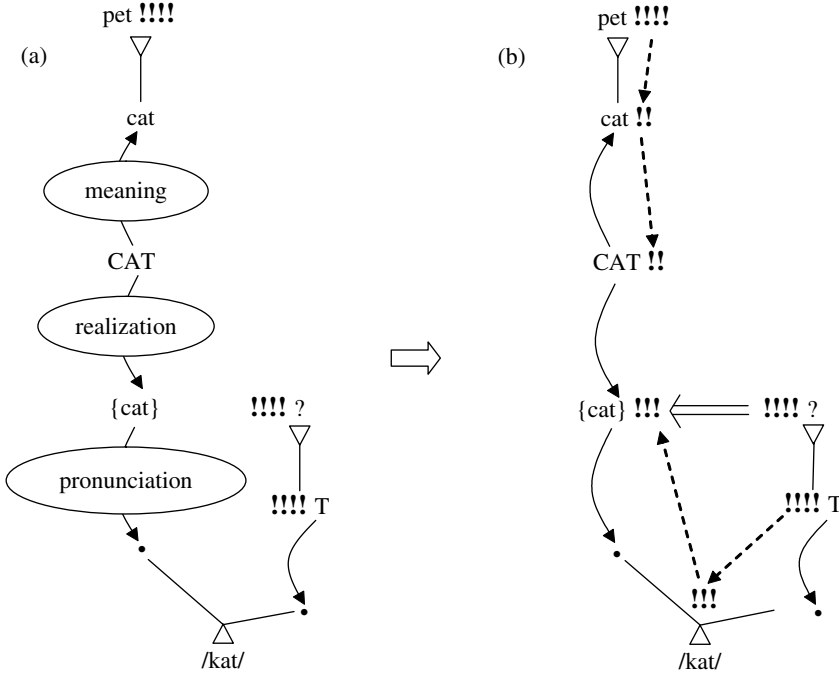 (a)
pet !!!!
cat
meaning
CAT
realization
{cat}
!!!! ?
pronunciation
!!!! T
/kat/
(b)
pet !!!!
cat !!
CAT !!
{cat} !!!
!!!! ?
!!!! T
!!!
/kat/